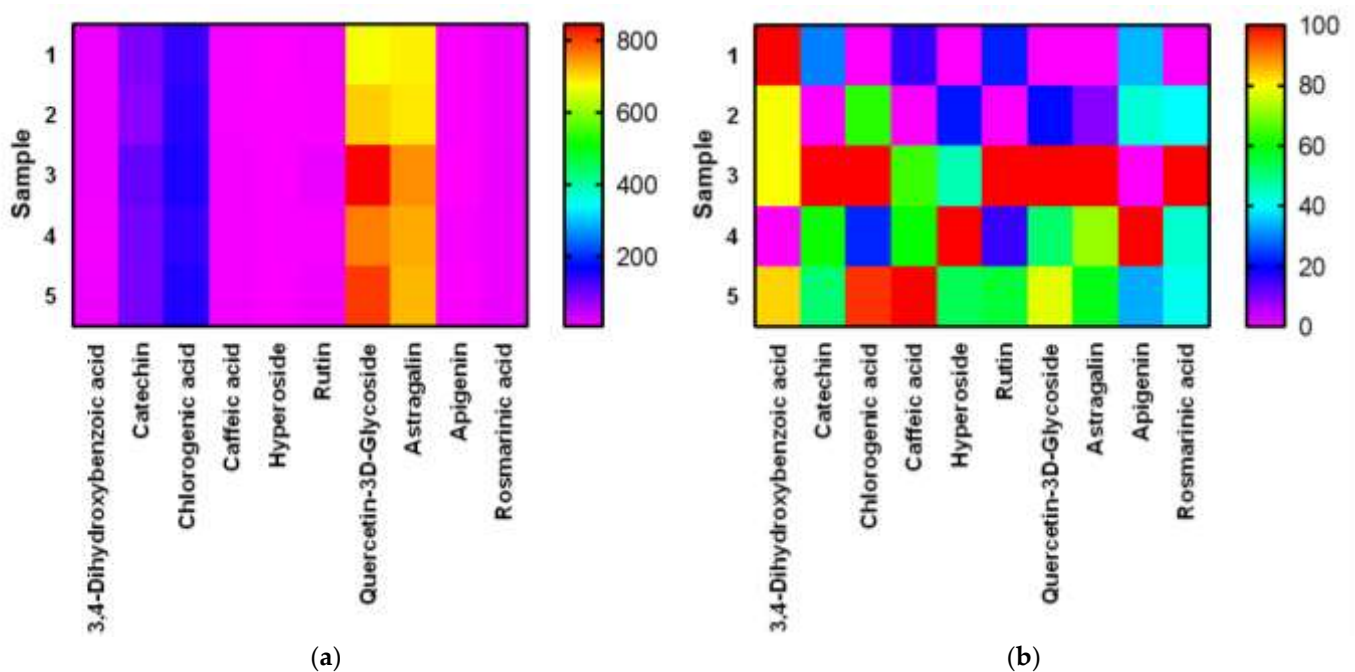 Sample
1
2
3
4
5
3,4-Dihydroxybenzoic acid
Catechin
Chlorogenic acid
Caffeic acid
Hyperoside
Rutin
Quercetin-3D-Glycoside
Astragalin
Apigenin
Rosmarinic acid
800
600
400
200
(a)
Sample
1
2
3
4
5
3,4-Dihydroxybenzoic acid
Catechin
Chlorogenic acid
Caffeic acid
Hyperoside
Rutin
Quercetin-3D-Glycoside
Astragalin
Apigenin
Rosmarinic acid
100
80
60
40
20
0
(b)